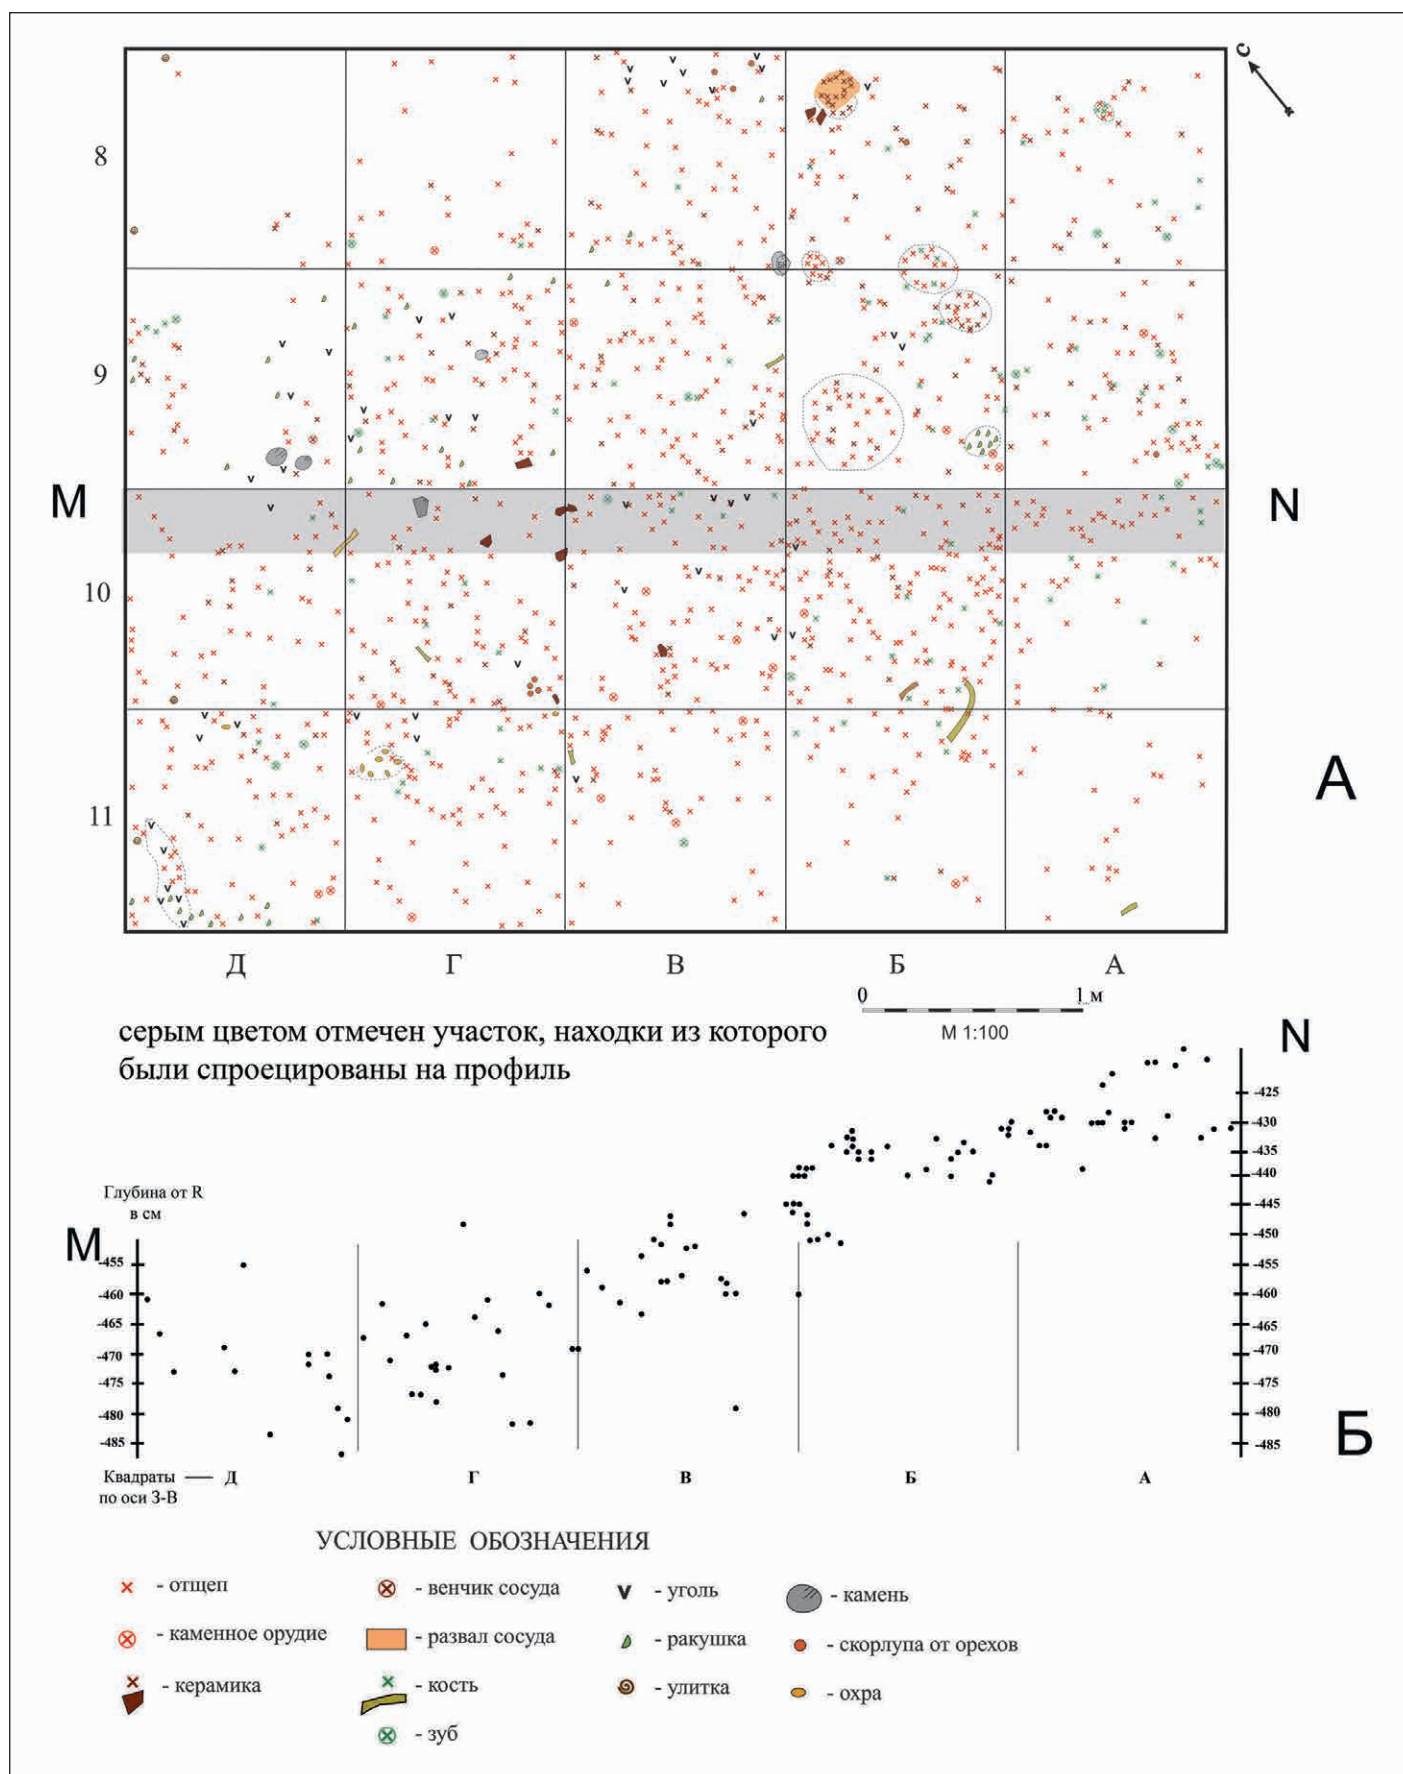 С
8
9
M
N
10
11
А
Д
Г
В
Б
А
0
1 м
М 1:100
серым цветом отмечен участок, находки из которого
были спроецированы на профиль
N
-425
-430
-435
-440
-445
-450
-455
-460
-465
-470
-475
-480
-485
Глубина от R
в см
M
-455
-460
-465
-470
-475
-480
-485
Б
Квадраты
по оси З-В
Д
Г
В
Б
А
УСЛОВНЫЕ ОБОЗНАЧЕНИЯ
- отщеп
- венчик сосуда
- уголь
- камень
- каменное орудие
- развал сосуда
- ракушка
- скорлупа от орехов
- керамика
- кость
- улитка
- охра
- зуб